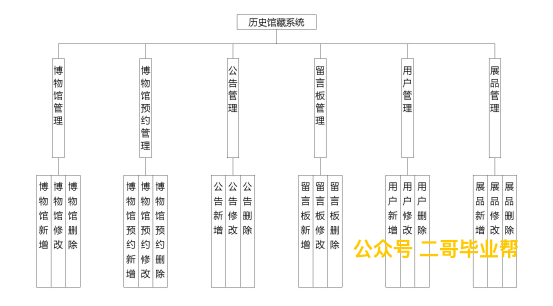 历史馆藏系统
博物馆管理
博物馆预约管理
公告管理
留言板管理
用户管理
展品管理
博物馆新增
博物馆修改
博物馆删除
博物馆预约新增
博物馆预约修改
博物馆预约删除
公告新增
公告修改
公告删除
留言板新增
留言板修改
留言板删除
用户新增
用户修改
用户删除
展品新增
展品修改
展品删除
公众号 二哥毕业帮